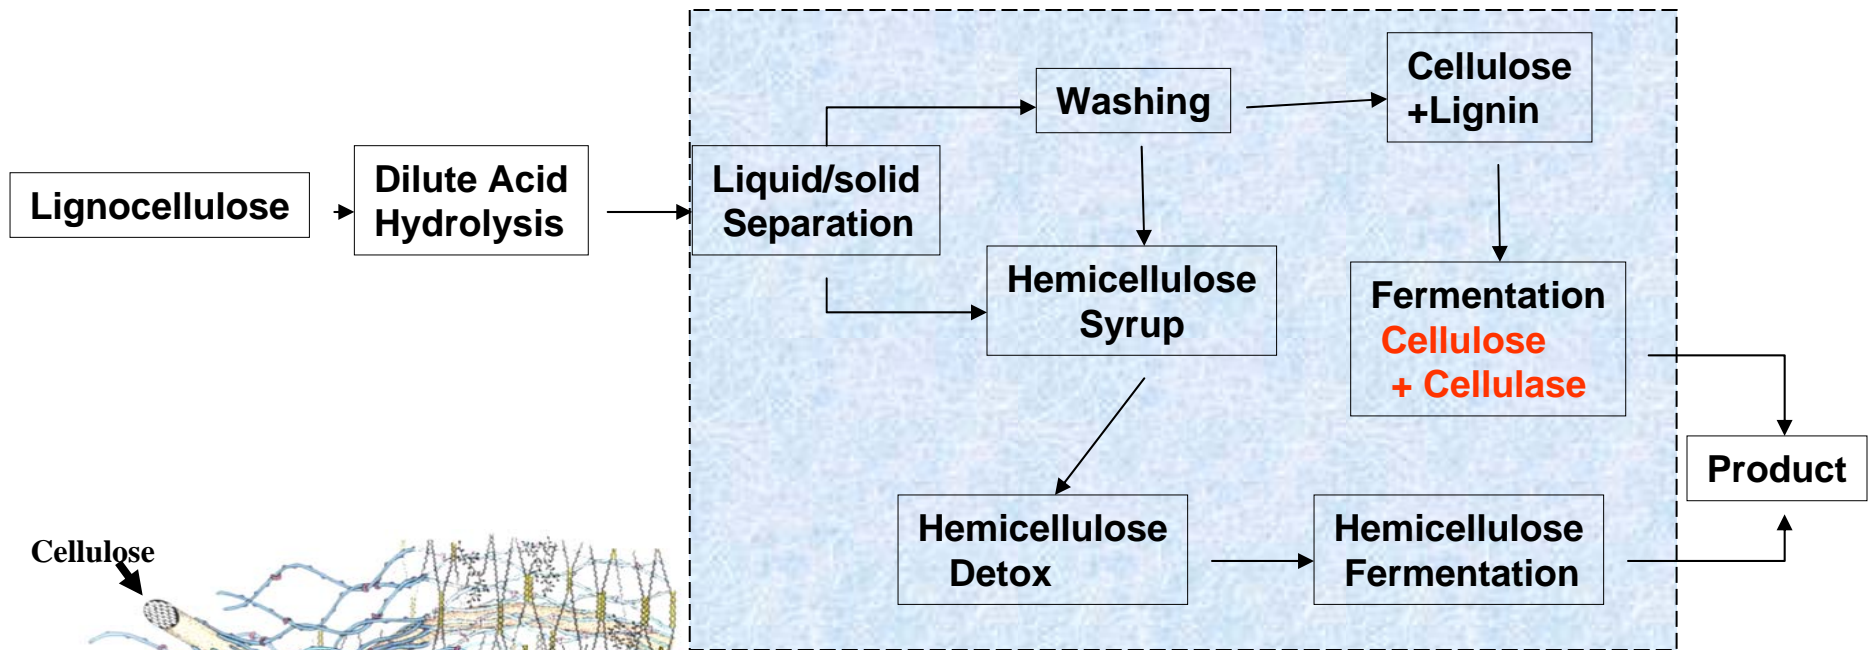 Lignocellulose
Dilute Acid
Hydrolysis
Liquid/solid
Separation
Washing
Cellulose
+Lignin
Hemicellulose
Syrup
Fermentation
Cellulose
+ Cellulase
Hemicellulose
Detox
Hemicellulose
Fermentation
Product
Cellulose